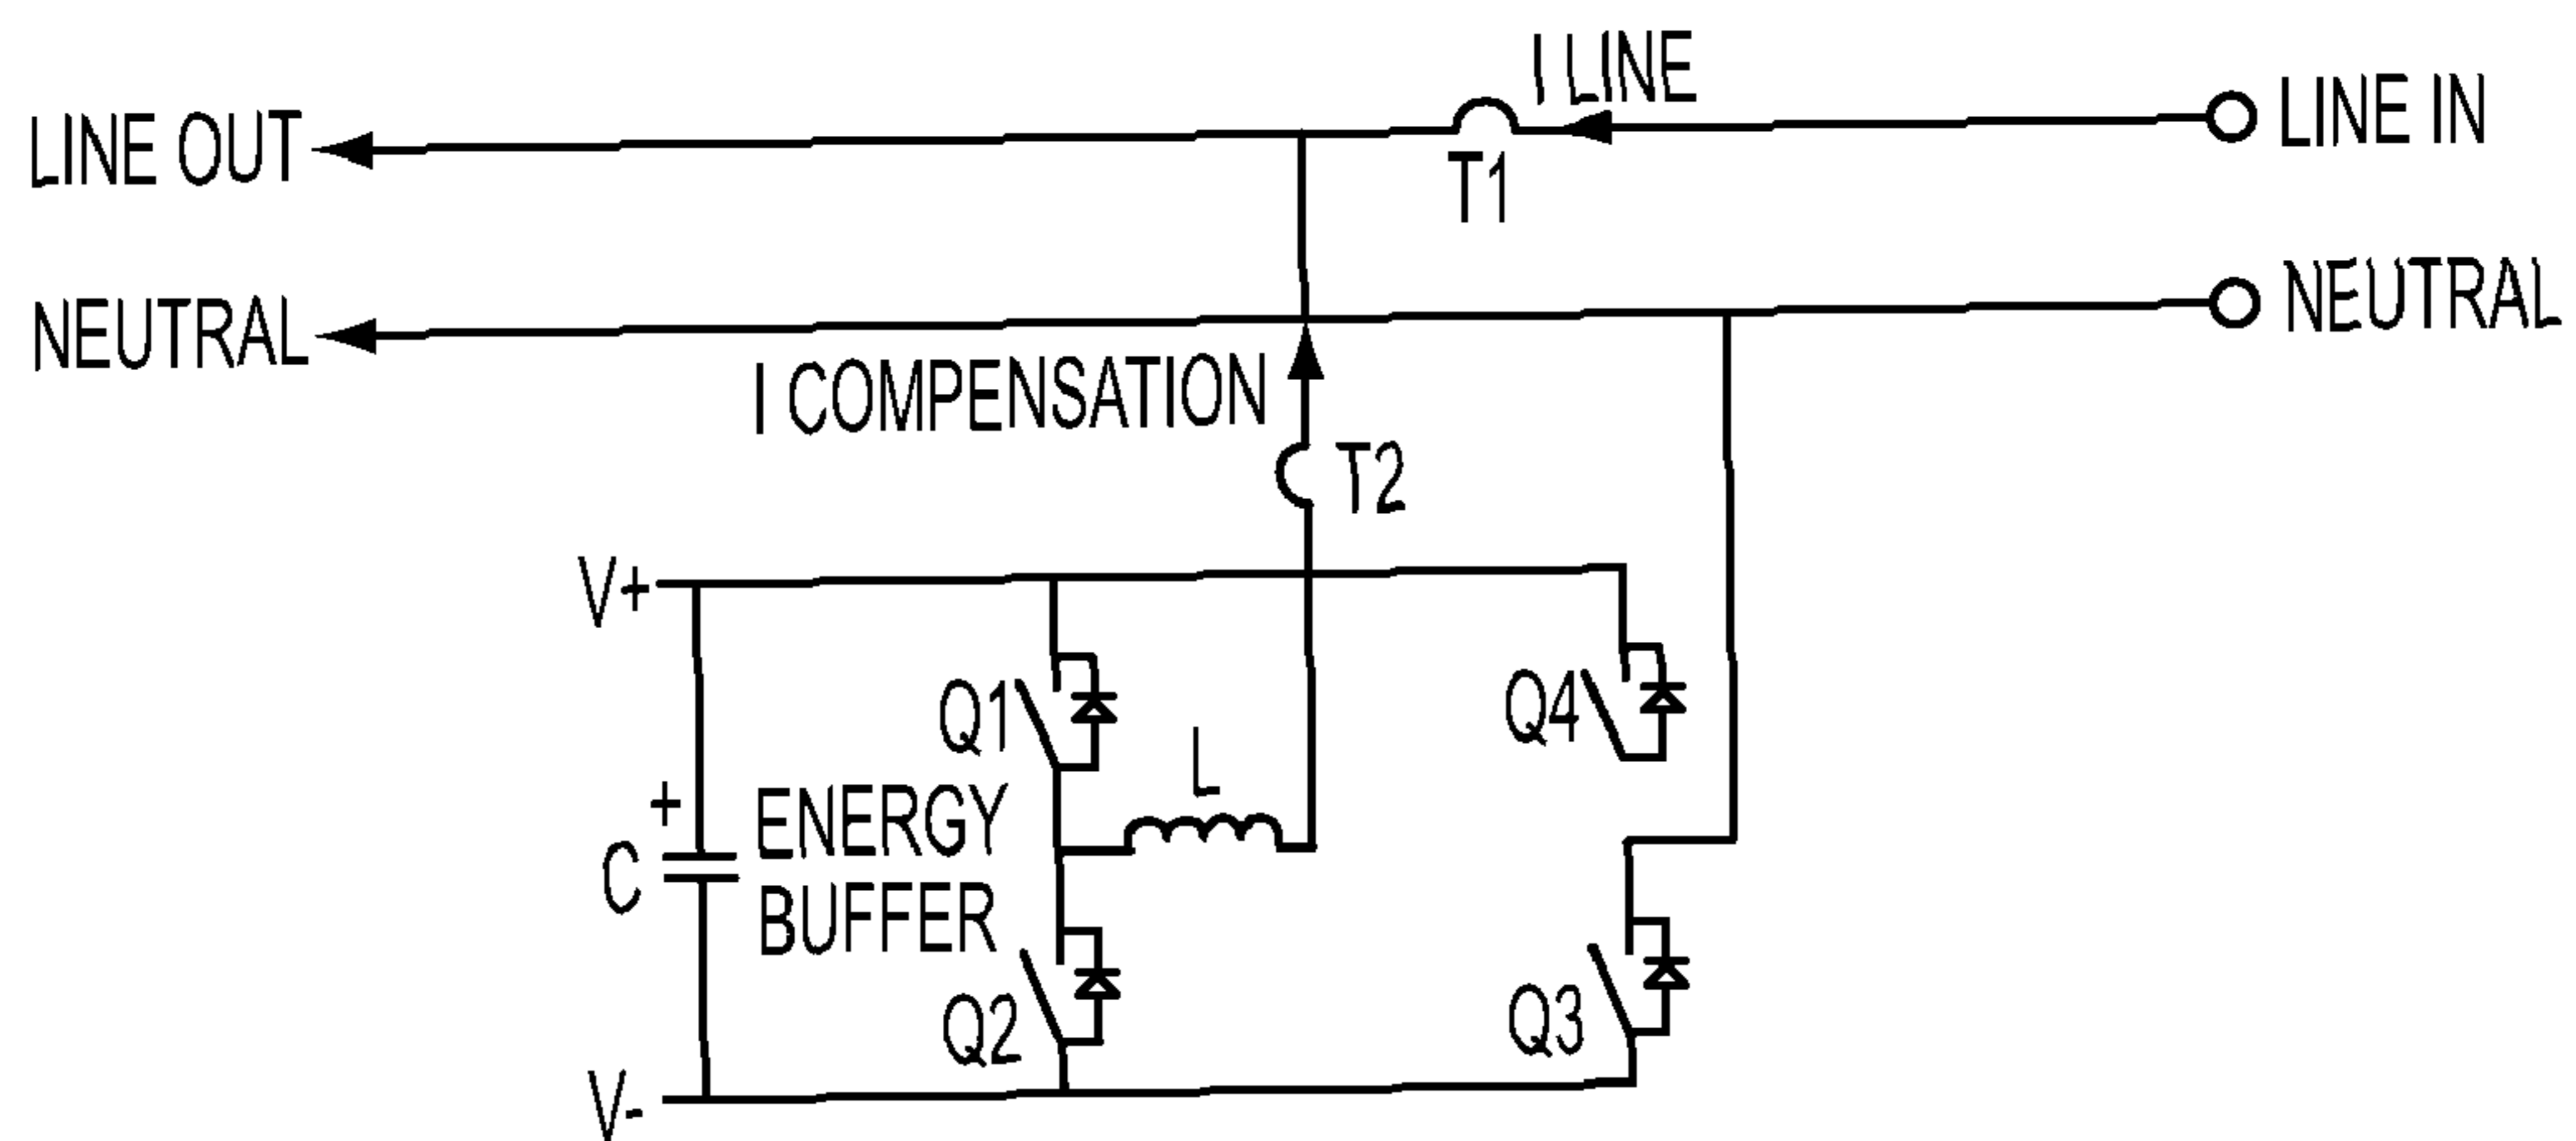 I LINE
LINE OUT
LINE IN
T1
NEUTRAL
NEUTRAL
I COMPENSATION
T2
V+
Q1
Q4
L
+
C
ENERGY
BUFFER
Q2
Q3
V-